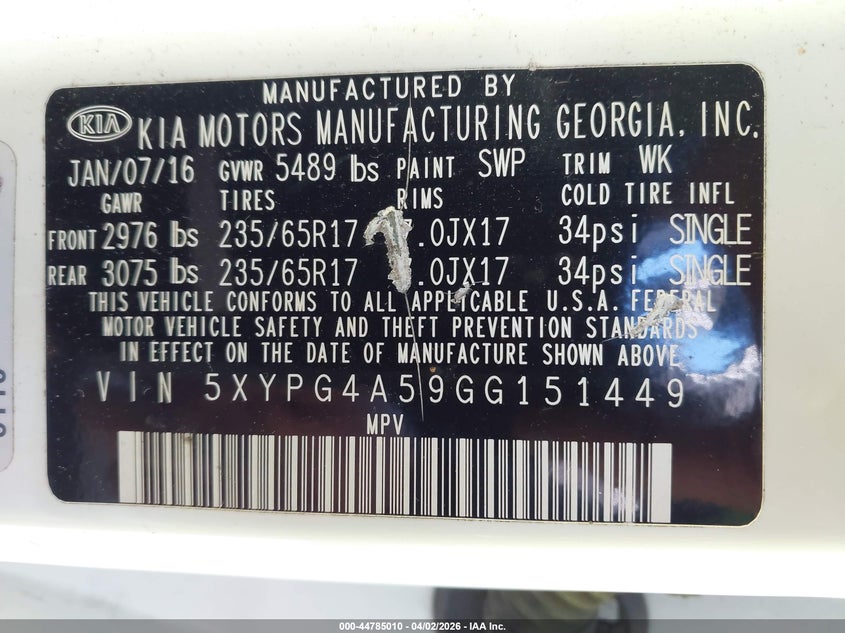 MANUFACTURED BY
KIA KIA MOTORS MANUFACTURING GEORGIA, INC.
JAN/07/16 GVWR 5489 lbs PAINT SWP TRIM WK
GAWR TIRES RIMS COLD TIRE INFL
FRONT 2976 lbs 235/65R17 .0JX17 34psi SINGLE
REAR 3075 lbs 235/65R17 .0JX17 34psi SINGLE
THIS VEHICLE CONFORMS TO ALL APPLICABLE U.S.A. FEDERAL
MOTOR VEHICLE SAFETY AND THEFT PREVENTION STANDARDS
IN EFFECT ON THE DATE OF MANUFACTURE SHOWN ABOVE
VIN 5XYPG4A59GG151449
MPV
000-44785010 - 04/02/2026 - IAA Inc.